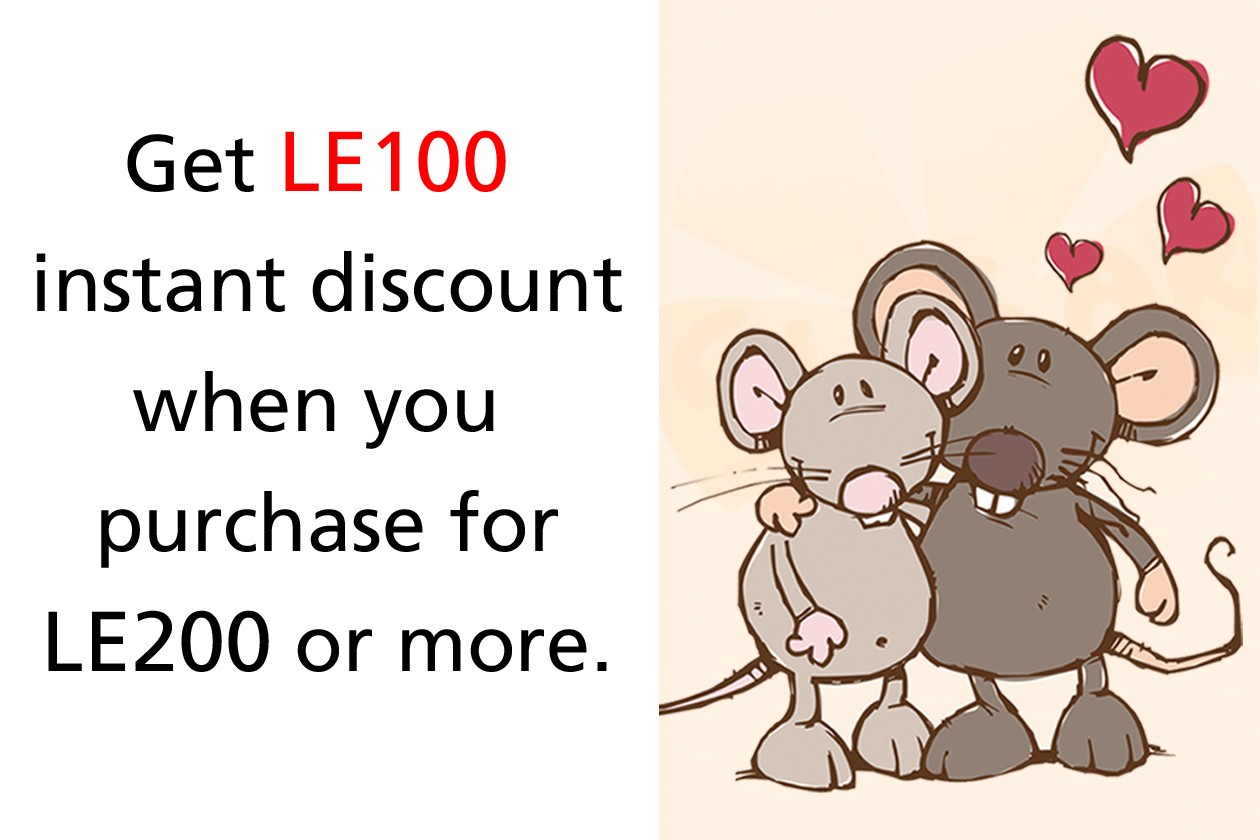 Get LE100
instant discount
when you
purchase for
LE200 or more.